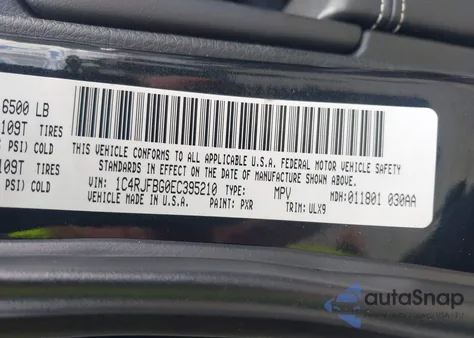 6500 LB
109T TIRES
PSI) COLD
109T TIRES
PSI) COLD
THIS VEHICLE CONFORMS TO ALL APPLICABLE U.S.A. FEDERAL MOTOR VEHICLE SAFETY
STANDARDS IN EFFECT ON THE DATE OF MANUFACTURE SHOWN ABOVE.
VIN: 1C4RJFBG0EC395210 TYPE: MPV MDH: 011801 030AA
VEHICLE MADE IN U.S.A. PAINT: PXR TRIM: ULX9
autoSnap